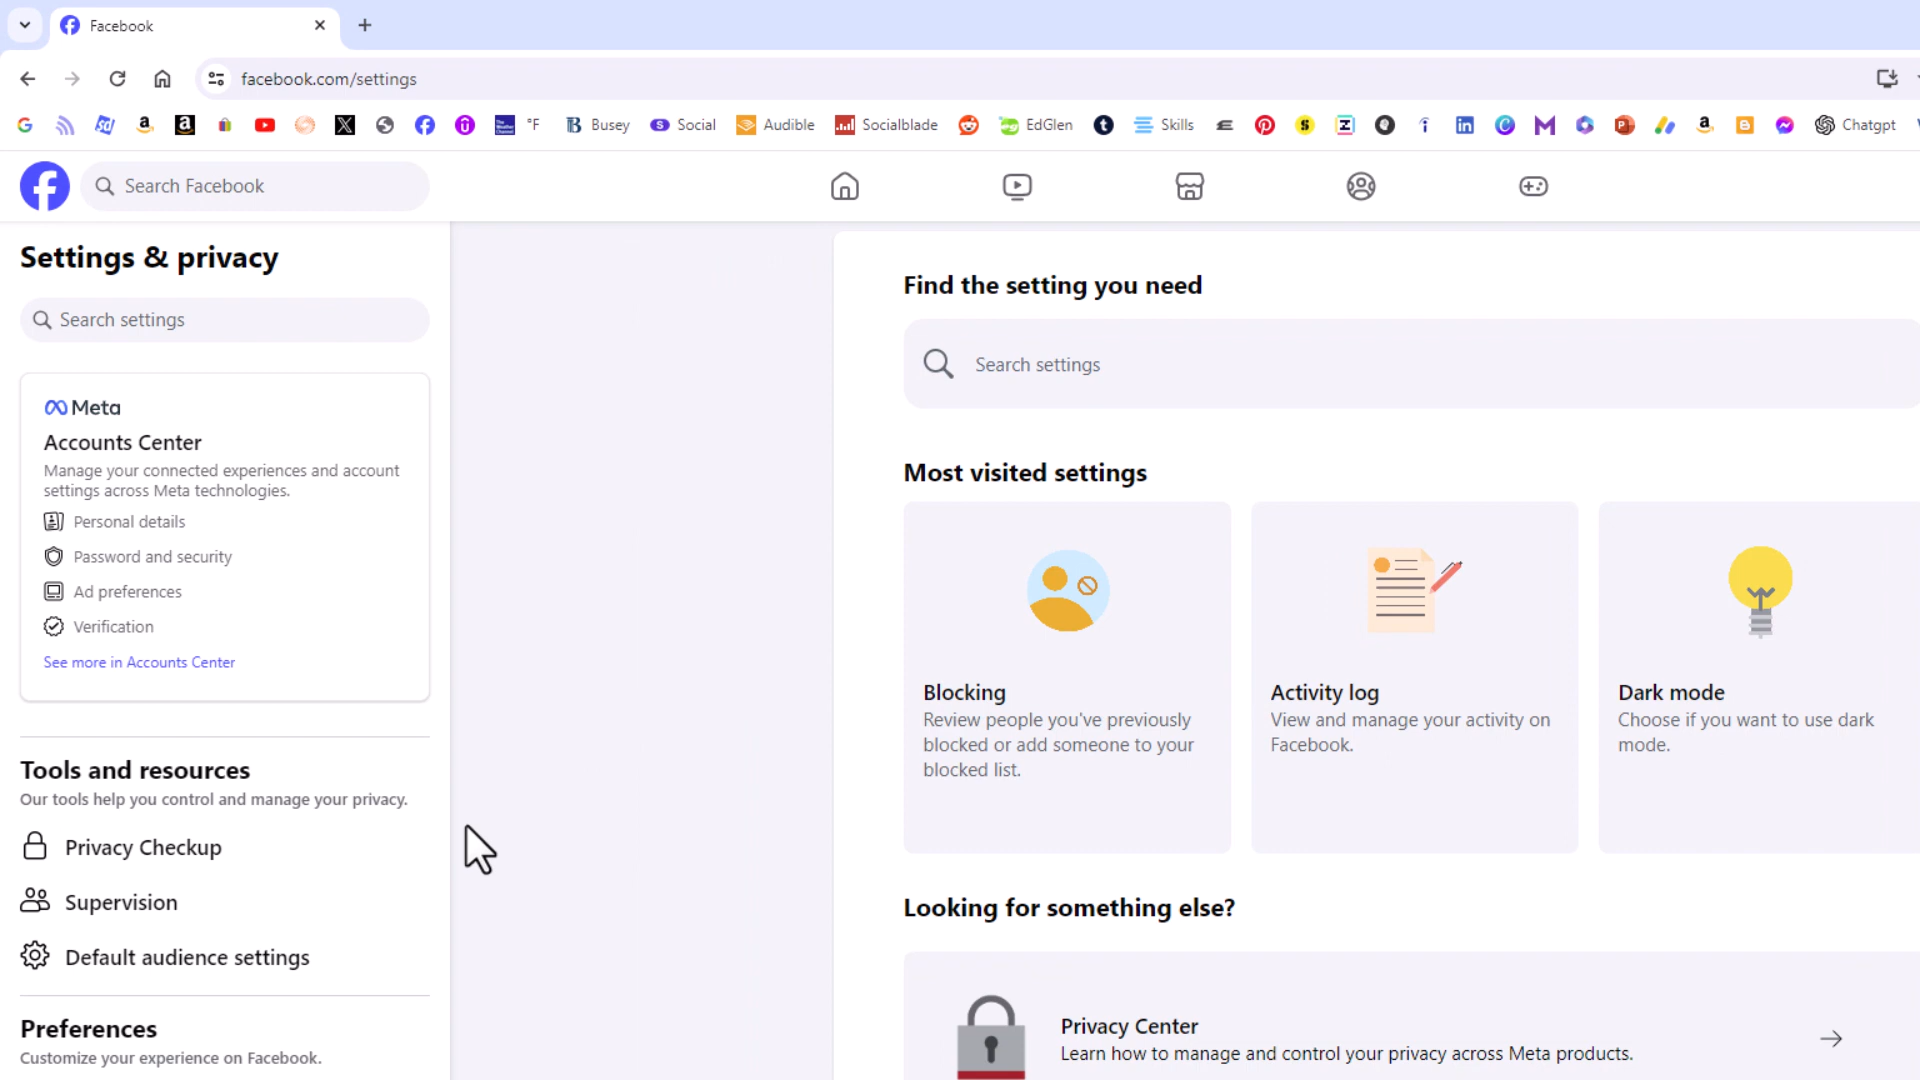 Facebook
facebook.com/settings
°F
Busey
Social
Audible
Socialblade
EdGlen
Skills
Chatgpt
Search Facebook
Settings & privacy
Search settings
Meta
Accounts Center
Manage your connected experiences and account
settings across Meta technologies.
Personal details
Password and security
Ad preferences
Verification
See more in Accounts Center
Tools and resources
Our tools help you control and manage your privacy.
Privacy Checkup
Supervision
Default audience settings
Preferences
Customize your experience on Facebook.
Find the setting you need
Search settings
Most visited settings
Blocking
Review people you've previously
blocked or add someone to your
blocked list.
Activity log
View and manage your activity on
Facebook.
Dark mode
Choose if you want to use dark
mode.
Looking for something else?
Privacy Center
Learn how to manage and control your privacy across Meta products.